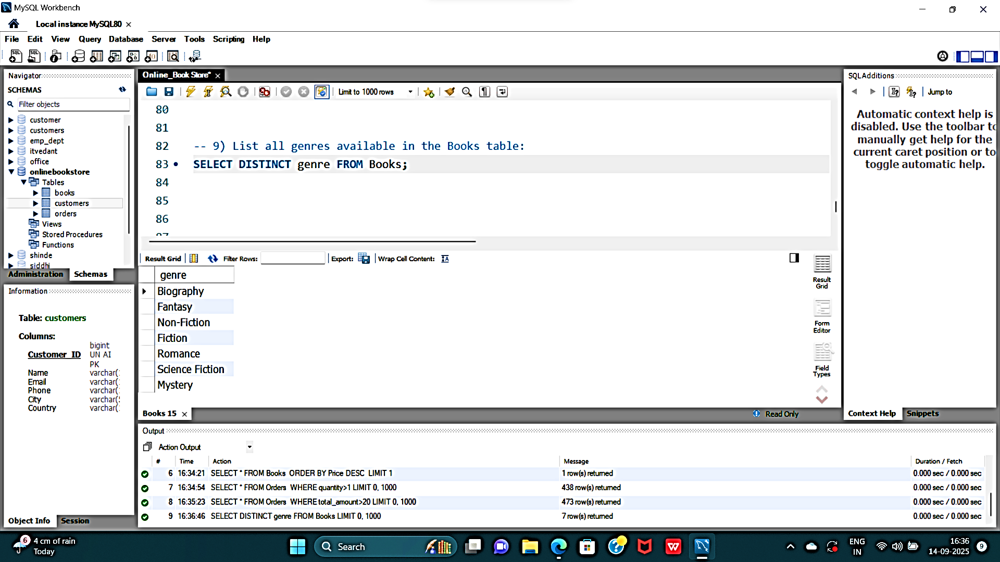 MySQL Workbench
Local instance MySQL80
File Edit View Query Database Server Tools Scripting Help
Navigator
SCHEMAS
Filter objects
customer
customers
emp_dept
itvedant
office
onlinebookstore
Tables
books
customers
orders
Views
Stored Procedures
Functions
shinde
siddhi
Administration Schemas
Information
Table: customers
Columns:
Customer_ID bigint UN AI PK
Name varchar(
Email varchar(
Phone varchar(
City varchar(
Country varchar(
Object Info Session
Online_Book Store*
Limit to 1000 rows
80
81
82 -- 9) List all genres available in the Books table:
83 SELECT DISTINCT genre FROM Books;
84
85
86
87
Result Grid Filter Rows: Export: Wrap Cell Content:
genre
Biography
Fantasy
Non-Fiction
Fiction
Romance
Science Fiction
Mystery
Result Grid
Form Editor
Field Types
Books 15
Read Only
SQLAdditions
Jump to
Automatic context help is
disabled. Use the toolbar to
manually get help for the
current caret position or to
toggle automatic help.
Context Help Snippets
Output
Action Output
# Time Action Message Duration / Fetch
6 16:34:21 SELECT * FROM Books ORDER BY Price DESC LIMIT 1 1 row(s) returned 0.000 sec / 0.000 sec
7 16:34:54 SELECT * FROM Orders WHERE quantity>1 LIMIT 0, 1000 438 row(s) returned 0.000 sec / 0.000 sec
8 16:35:23 SELECT * FROM Orders WHERE total_amount>20 LIMIT 0, 1000 473 row(s) returned 0.000 sec / 0.000 sec
9 16:36:46 SELECT DISTINCT genre FROM Books LIMIT 0, 1000 7 row(s) returned 0.000 sec / 0.000 sec
6
4 cm of rain
Today
Search
ENG
IN
16:36
14-09-2025
9